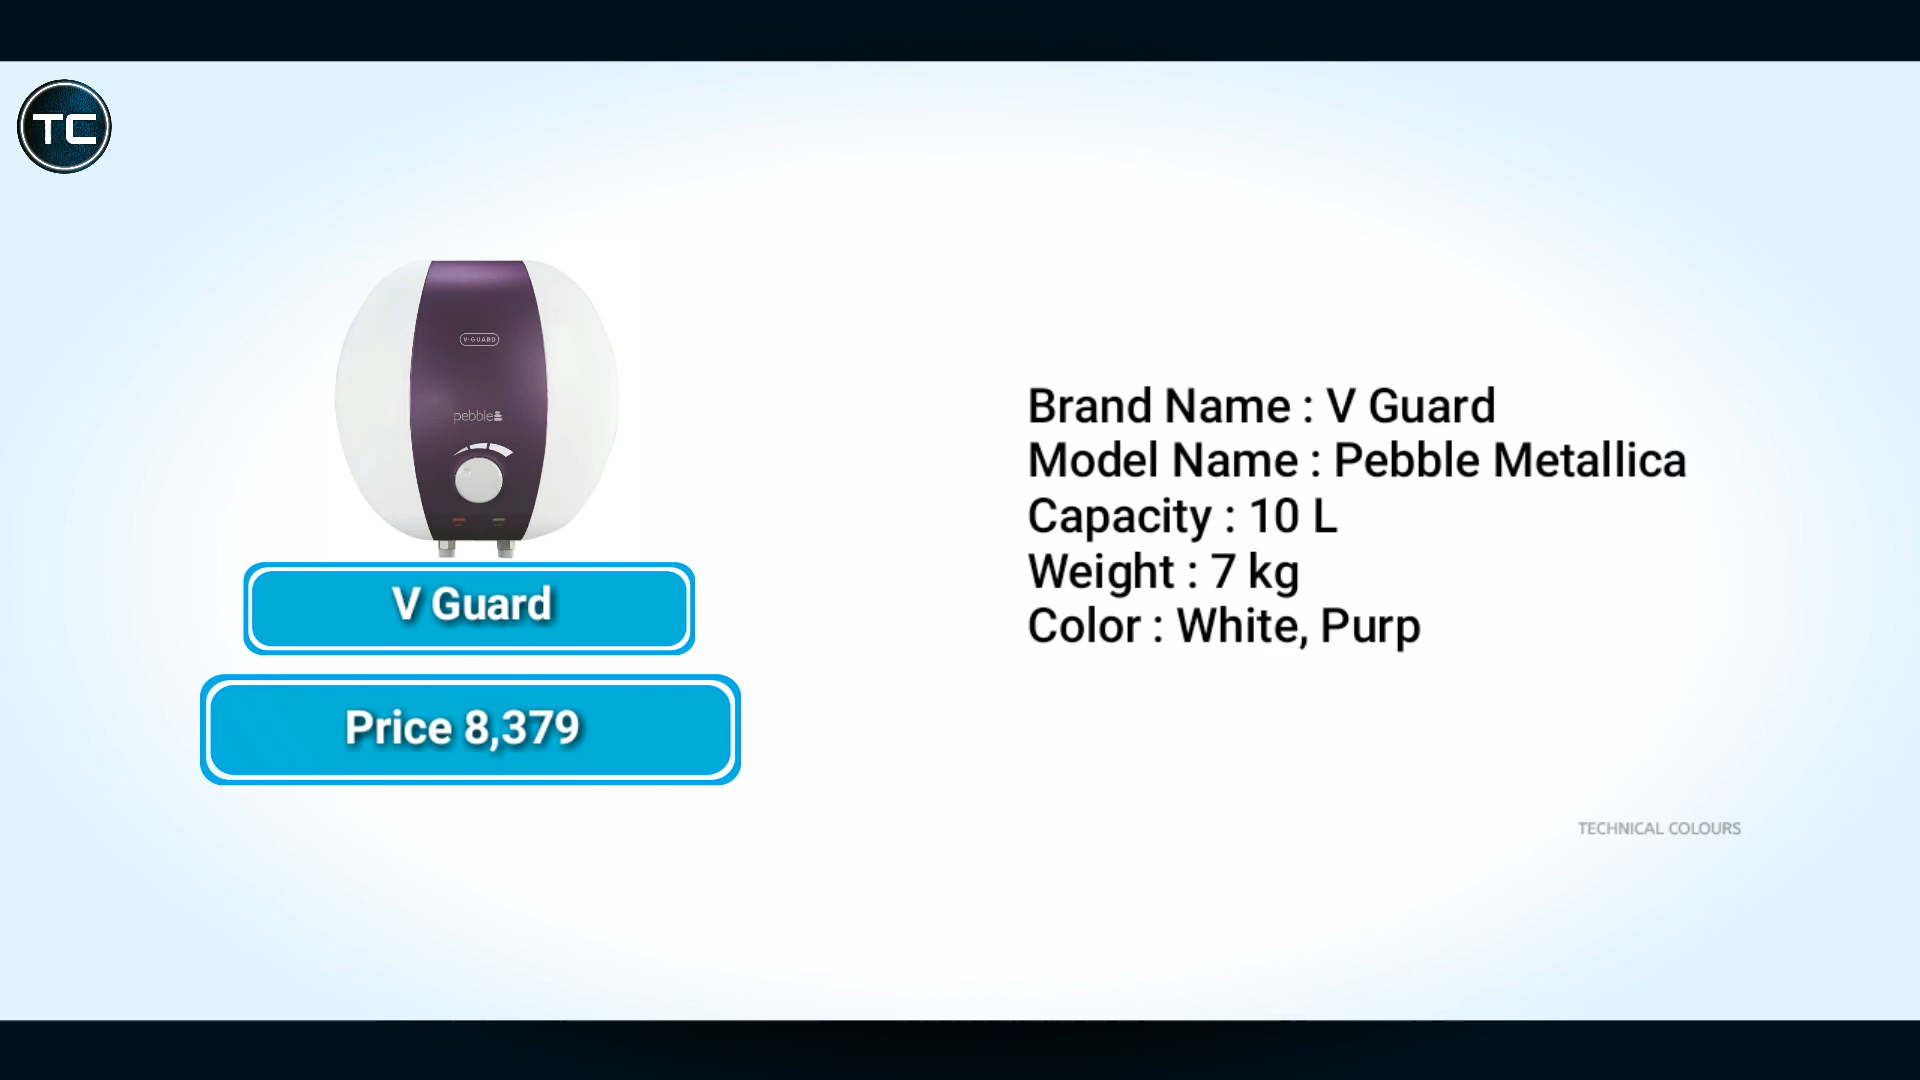 TC
V-GUARD
pebble
V Guard
Price 8,379
Brand Name : V Guard
Model Name : Pebble Metallica
Capacity : 10 L
Weight : 7 kg
Color : White, Purp
TECHNICAL COLOURS